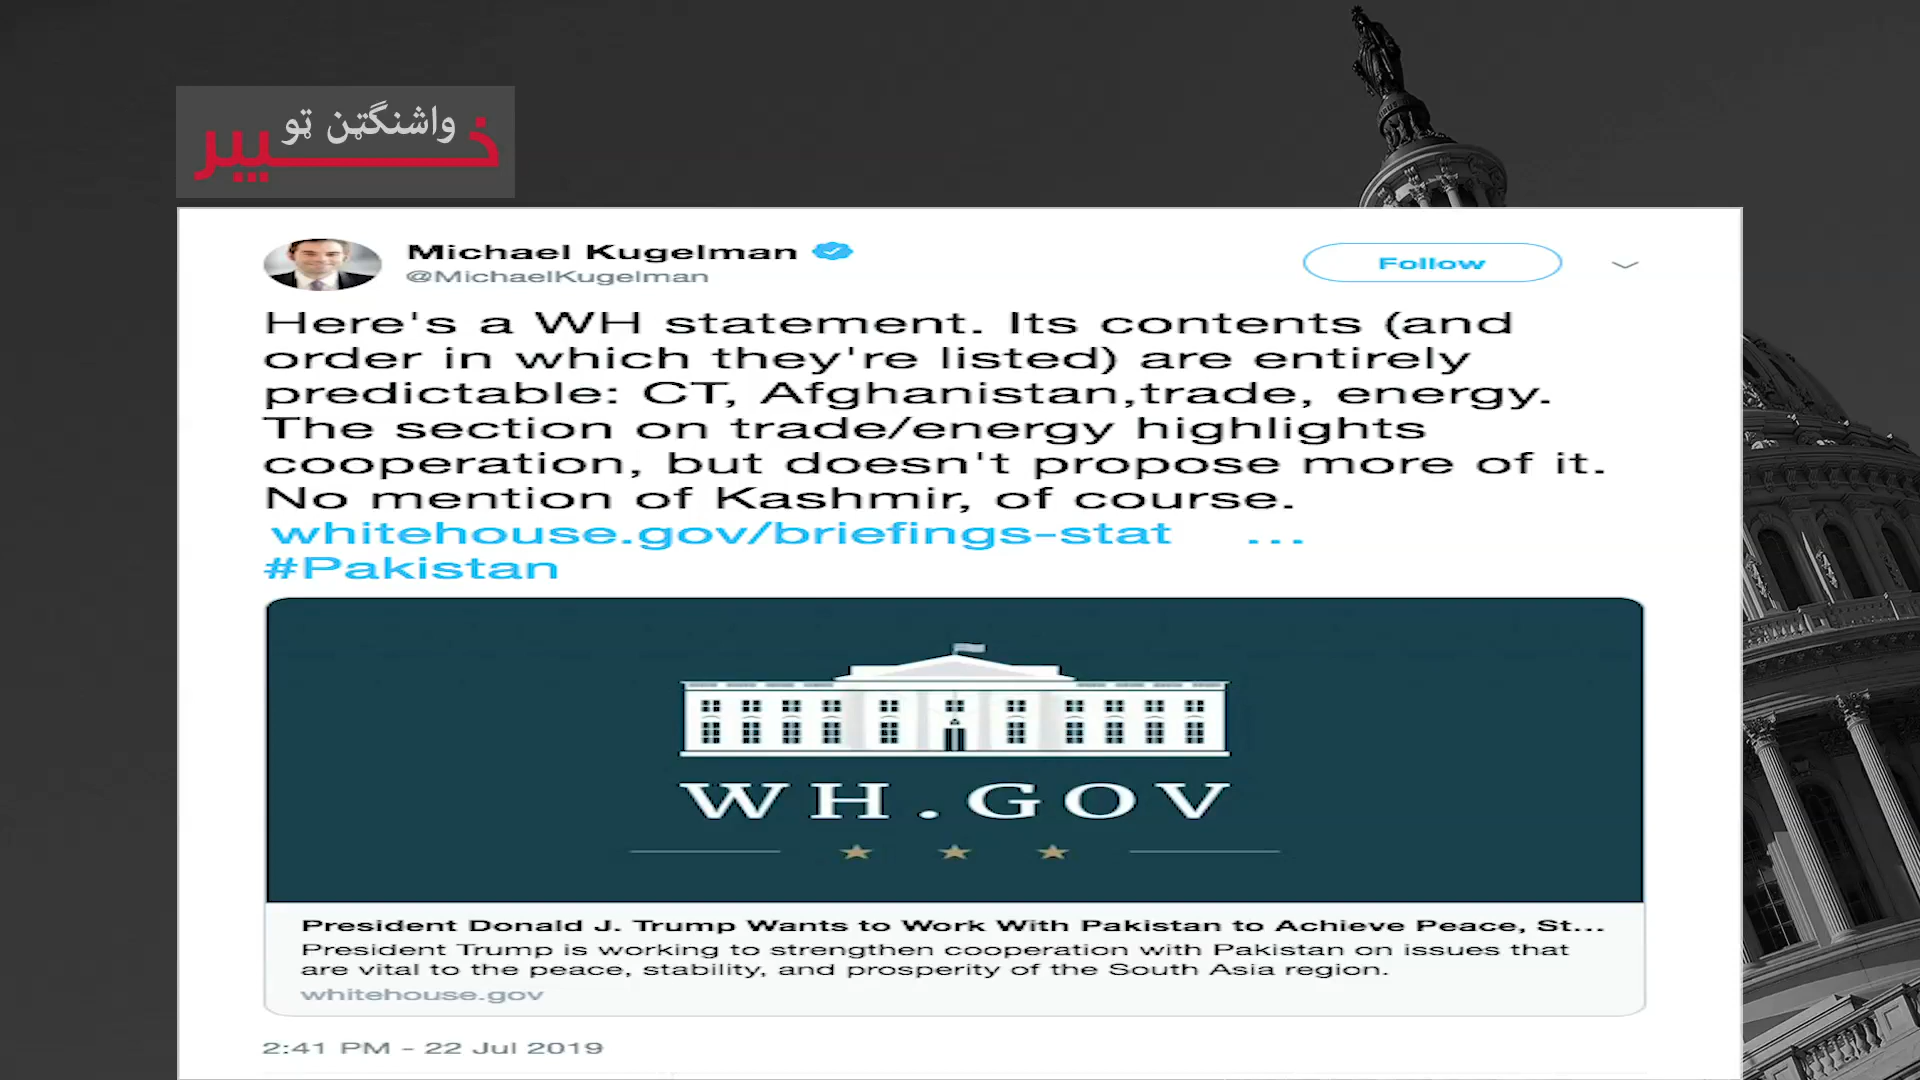 واشنګټن ټو
خیبر
Michael Kugelman
@MichaelKugelman
Follow
Here's a WH statement. Its contents (and
order in which they're listed) are entirely
predictable: CT, Afghanistan,trade, energy.
The section on trade/energy highlights
cooperation, but doesn't propose more of it.
No mention of Kashmir, of course.
whitehouse.gov/briefings-stat ...
#Pakistan
WH.GOV
President Donald J. Trump Wants to Work With Pakistan to Achieve Peace, St...
President Trump is working to strengthen cooperation with Pakistan on issues that
are vital to the peace, stability, and prosperity of the South Asia region.
whitehouse.gov
2:41 PM - 22 Jul 2019